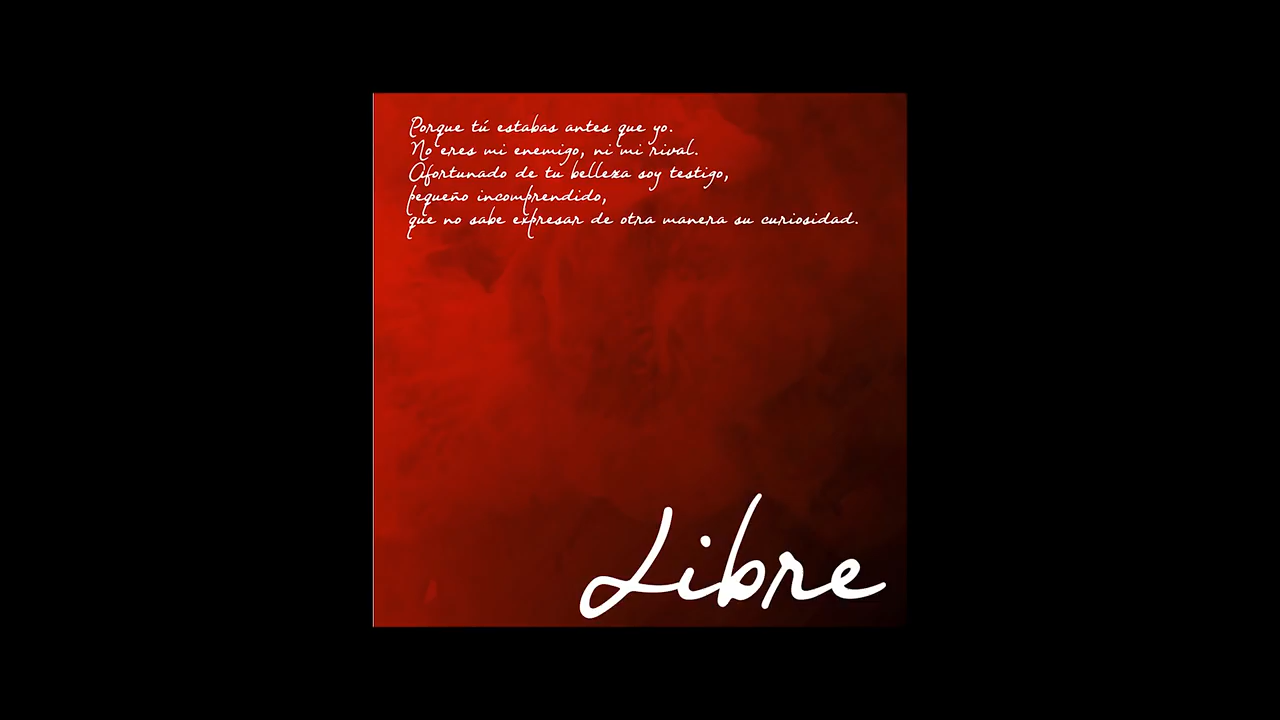 Porque tú estabas antes que yo.
No eres mi enemigo, ni mi rival.
Afortunado de tu belleza soy testigo,
pequeño incomprendido,
que no sabe expresar de otra manera su curiosidad.
Libre